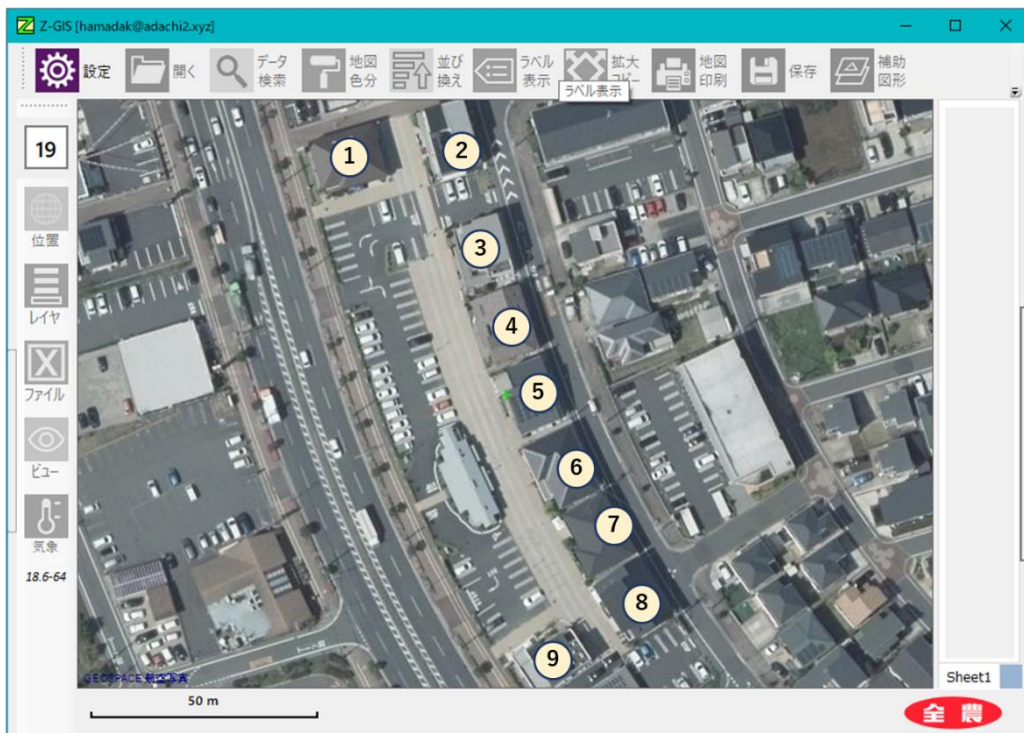 Z-GIS [hamadak@adachi2.xyz]
設定
開く
データ
検索
地図
色分
並び
換え
ラベル
表示
拡大
コピー
地図
印刷
保存
補助
図形
ラベル表示
19
位置
レイヤ
ファイル
ビュー
気象
18.6-64
1
2
3
4
5
6
7
8
9
GEOSPACE 航空写真
Sheet1
50 m
全農